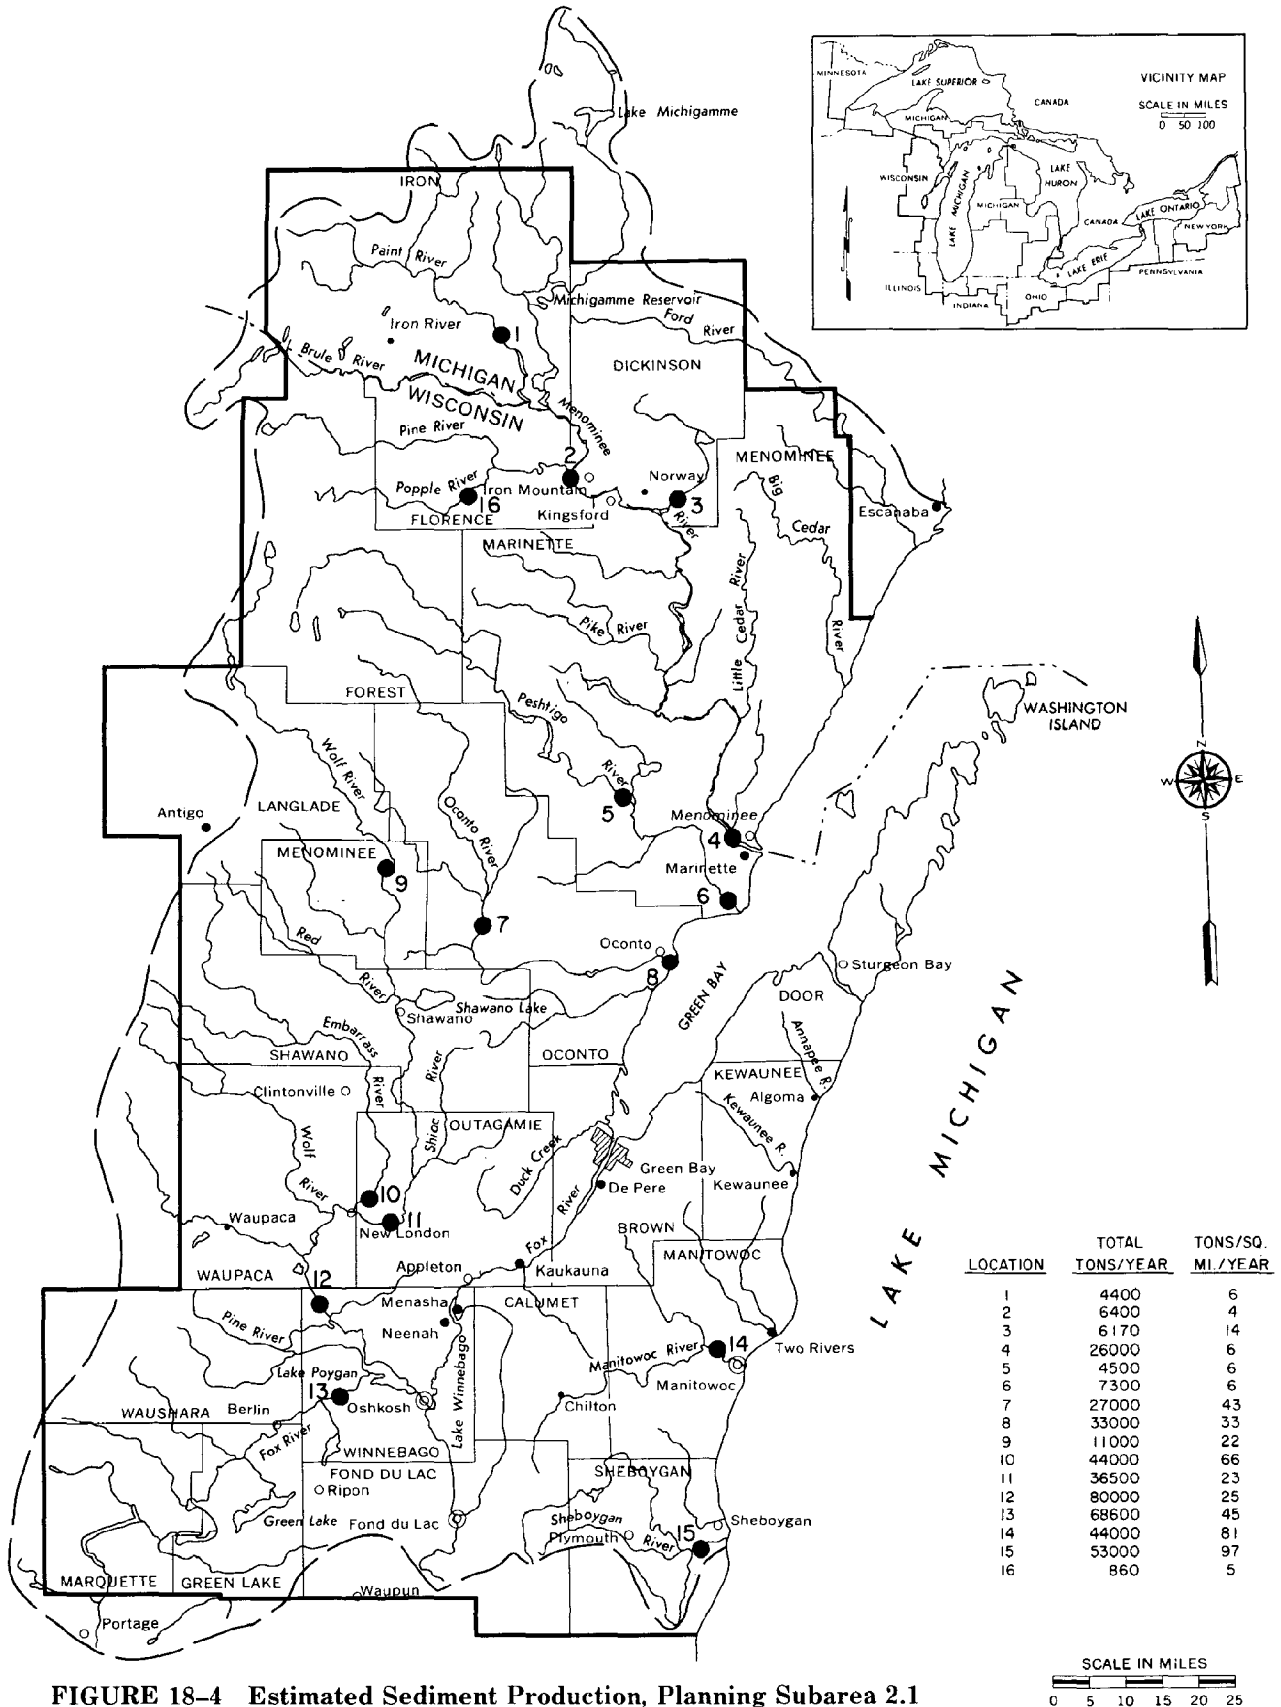 Lake Michigamme
VICINITY MAP
SCALE IN MILES
0 50 100
MINNESOTA
LAKE SUPERIOR
CANADA
MICHIGAN
WISCONSIN
LAKE MICHIGAN
LAKE HURON
MICHIGAN
CANADA
LAKE ONTARIO
NEW YORK
LAKE ERIE
PENNSYLVANIA
ILLINOIS
INDIANA
OHIO
IRON
Paint River
Michigamme Reservoir
Ford River
Iron River
1
DICKINSON
Brule River
MICHIGAN
WISCONSIN
Menominee
Pine River
2
MENOMINEE
Norway
Popple River
Iron Mountain
16
3
Big Cedar River
Escanaba
FLORENCE
Kingsford
River
MARINETTE
Little Cedar River
Pike River
FOREST
Peshtigo River
WASHINGTON ISLAND
N
W E
S
Wolf River
5
Antigo
LANGLADE
Oconto River
Menominee
4
MENOMINEE
Marinette
9
6
7
Red River
Oconto
8
Sturgeon Bay
GREEN BAY
DOOR
Shawano Lake
Shawano
Embarrass River
Annapee R.
SHAWANO
OCONTO
KEWAUNEE
Clintonville
Shioc River
Algoma
LAKE MICHIGAN
OUTAGAMIE
Kewaunee R.
Wolf River
Duck Creek
Green Bay
De Pere
Kewaunee
10
11
Waupaca
New London
Fox River
BROWN
MANITOWOC
WAUPACA
Appleton
Kaukauna
12
Menasha
CALUMET
Pine River
Neenah
14
Two Rivers
Manitowoc River
Lake Poygan
Lake Winnebago
Manitowoc
13
Oshkosh
WAUSHARA
Berlin
Chilton
Fox River
WINNEBAGO
FOND DU LAC
SHEBOYGAN
Ripon
Green Lake
Fond du Lac
Sheboygan River
Plymouth
15
Sheboygan
MARQUETTE
GREEN LAKE
Waupun
Portage
LOCATION TOTAL TONS/YEAR TONS/SQ. MI./YEAR
1 4400 6
2 6400 4
3 6170 14
4 26000 6
5 4500 6
6 7300 6
7 27000 43
8 33000 33
9 11000 22
10 44000 66
11 36500 23
12 80000 25
13 68600 45
14 44000 81
15 53000 97
16 860 5
SCALE IN MILES
0 5 10 15 20 25
FIGURE 18–4 Estimated Sediment Production, Planning Subarea 2.1